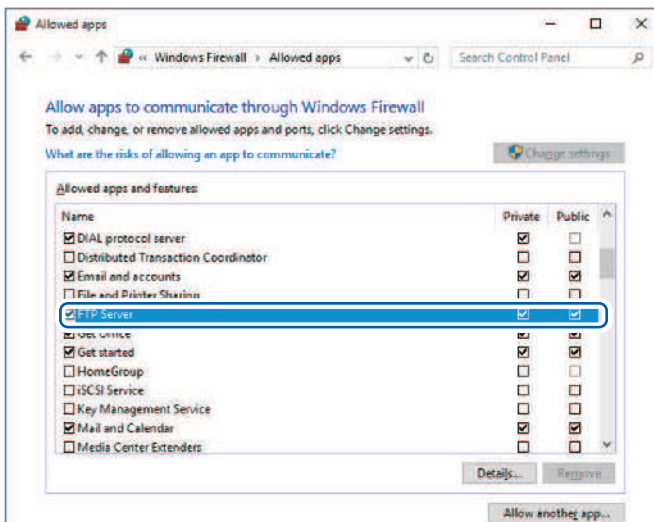 Allowed apps
« Windows Firewall › Allowed apps
Search Control Panel
Allow apps to communicate through Windows Firewall
To add, change, or remove allowed apps and ports, click Change settings.
What are the risks of allowing an app to communicate?
Change settings
Allowed apps and features:
Name Private Public
DIAL protocol server
Distributed Transaction Coordinator
Email and accounts
File and Printer Sharing
FTP Server
Get Office
Get started
HomeGroup
iSCSI Service
Key Management Service
Mail and Calendar
Media Center Extenders
Details... Remove
Allow another app...